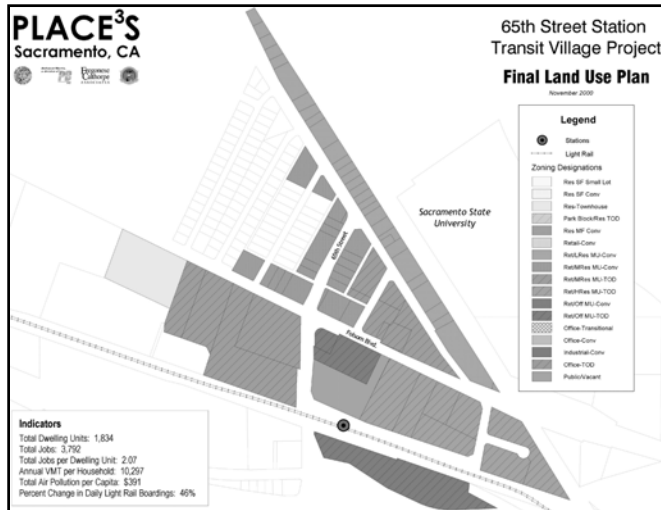 PLACE³S
Sacramento, CA
65th Street Station
Transit Village Project
Final Land Use Plan
November 2000
Legend
Stations
Light Rail
Zoning Designations
Res SF Small Lot
Res SF Conv
Res-Townhouse
Park Block/Res TOD
Res MF Conv
Retail-Conv
Ret/LRes MU-Conv
Ret/MRes MU-Conv
Ret/MRes MU-TOD
Ret/HRes MU-TOD
Ret/Off MU-Conv
Ret/Off MU-TOD
Office-Transitional
Office-Conv
Industrial-Conv
Office-TOD
Public/Vacant
Sacramento State
University
65th Street
Folsom Blvd.
Indicators
Total Dwelling Units: 1,834
Total Jobs: 3,792
Total Jobs per Dwelling Unit: 2.07
Annual VMT per Household: 10,297
Total Air Pollution per Capita: $391
Percent Change in Daily Light Rail Boardings: 46%